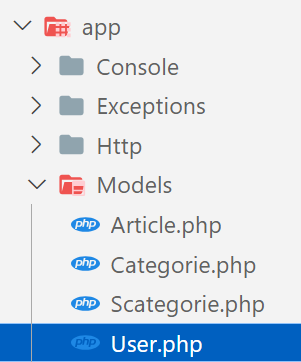 app
Console
Exceptions
Http
Models
php Article.php
php Categorie.php
php Scategorie.php
php User.php